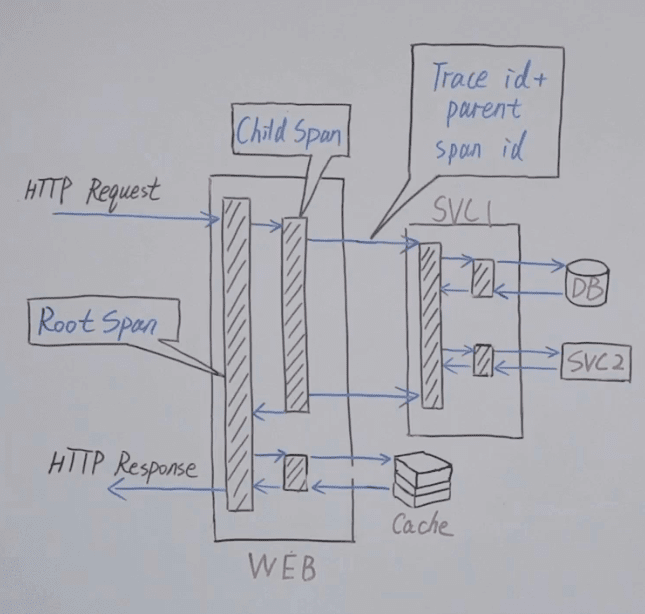 Trace id+
parent
span id
Child Span
HTTP Request
SVC1
DB
Root Span
SVC2
HTTP Response
Cache
WEB